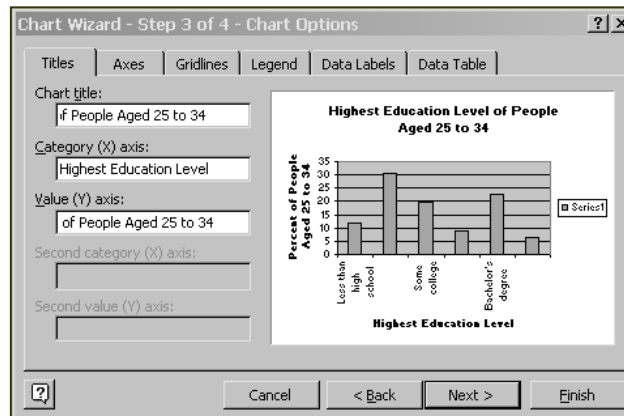 Chart Wizard - Step 3 of 4 - Chart Options
Titles
Axes
Gridlines
Legend
Data Labels
Data Table
Chart title:
f People Aged 25 to 34
Category (X) axis:
Highest Education Level
Value (Y) axis:
of People Aged 25 to 34
Second category (X) axis:
Second value (Y) axis:
Highest Education Level of People
Aged 25 to 34
Percent of People
Aged 25 to 34
35
30
25
20
15
10
5
0
Less than
high
school
Some
college
Bachelor's
degree
Highest Education Level
Series1
?
Cancel
< Back
Next >
Finish